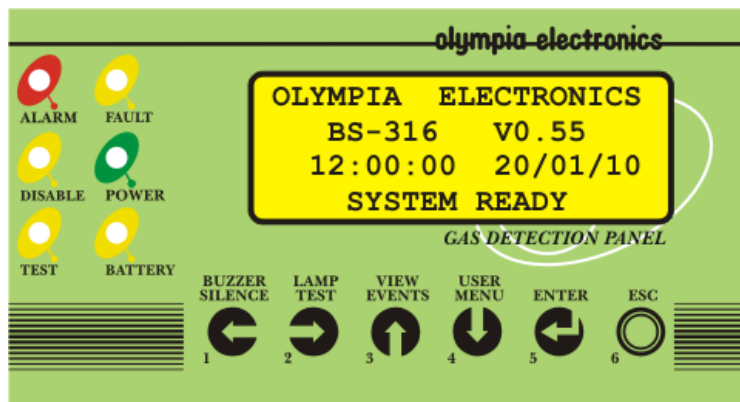 olympia electronics
ALARM FAULT
DISABLE POWER
TEST BATTERY
OLYMPIA ELECTRONICS
BS-316 V0.55
12:00:00 20/01/10
SYSTEM READY
GAS DETECTION PANEL
BUZZER SILENCE
LAMP TEST
VIEW EVENTS
USER MENU
ENTER
ESC
1 2 3 4 5 6